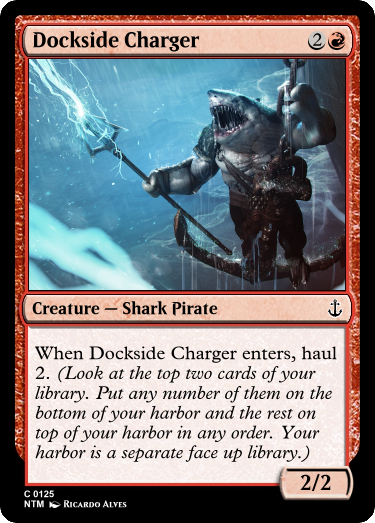 Dockside Charger 2
Creature — Shark Pirate
When Dockside Charger enters, haul
2. (Look at the top two cards of your
library. Put any number of them on the
bottom of your harbor and the rest on
top of your harbor in any order. Your
harbor is a separate face up library.)
2/2
C 0125
NTM Ricardo Alves